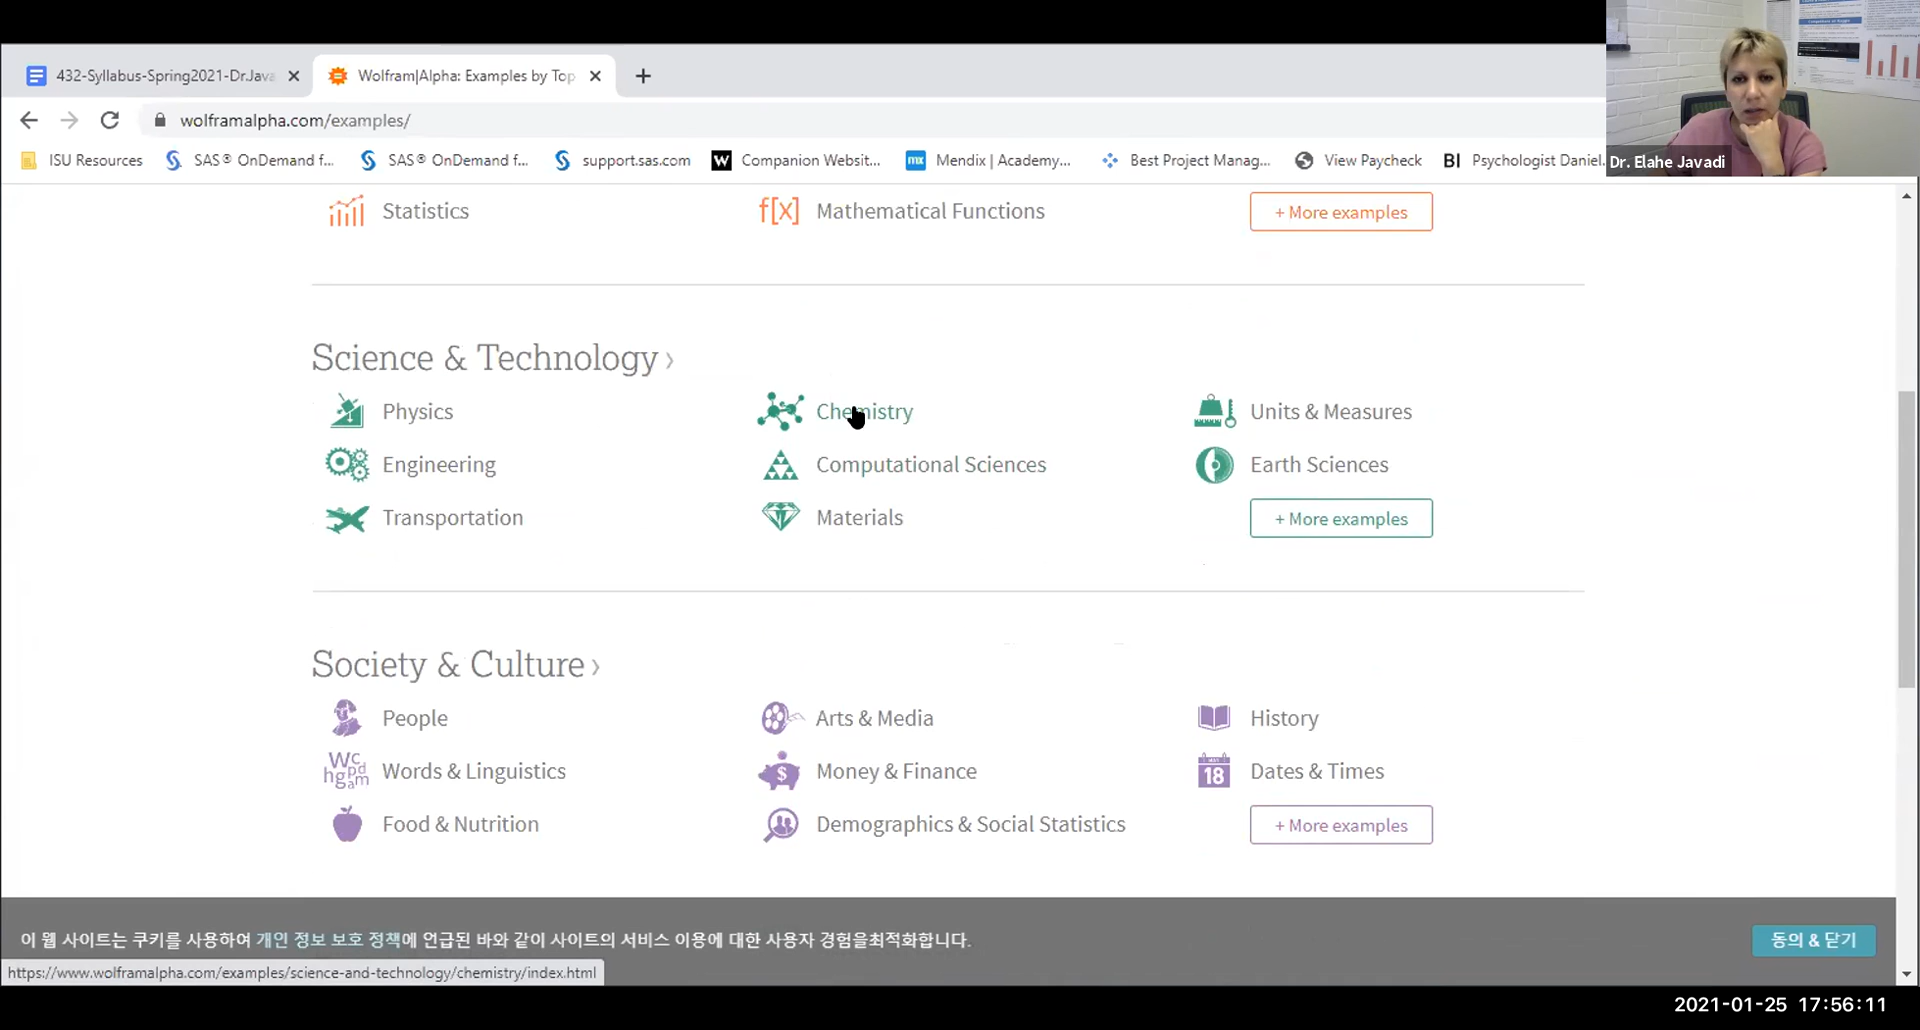 432-Syllabus-Spring2021-Dr.Java
Wolfram|Alpha: Examples by Top
wolframalpha.com/examples/
ISU Resources
SAS® OnDemand f...
SAS® OnDemand f...
support.sas.com
Companion Websit...
mx
Mendix | Academy...
Best Project Manag...
View Paycheck
BI
Psychologist Daniel.
Dr. Elahe Javadi
Statistics
f[x]
Mathematical Functions
+ More examples
Science & Technology ›
Physics
Chemistry
Units & Measures
Engineering
Computational Sciences
Earth Sciences
Transportation
Materials
+ More examples
Society & Culture ›
People
Arts & Media
History
Words & Linguistics
Money & Finance
18
Dates & Times
Food & Nutrition
Demographics & Social Statistics
+ More examples
이 웹 사이트는 쿠키를 사용하여 개인 정보 보호 정책에 언급된 바와 같이 사이트의 서비스 이용에 대한 사용자 경험을최적화합니다.
동의 & 닫기
https://www.wolframalpha.com/examples/science-and-technology/chemistry/index.html
2021-01-25 17:56:11